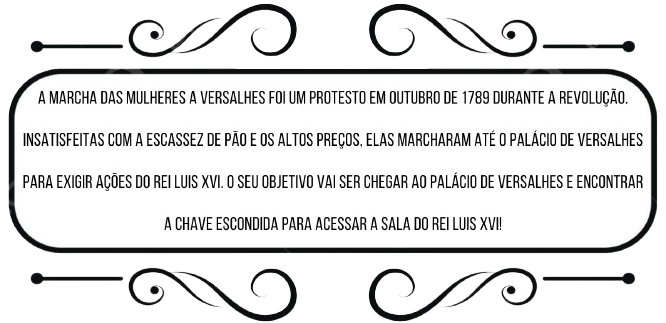 A MARCHA DAS MULHERES A VERSALHES FOI UM PROTESTO EM OUTUBRO DE 1789 DURANTE A REVOLUÇÃO.
INSATISFEITAS COM A ESCASSEZ DE PÃO E OS ALTOS PREÇOS, ELAS MARCHARAM ATÉ O PALÁCIO DE VERSALHES
PARA EXIGIR AÇÕES DO REI LUIS XVI. O SEU OBJETIVO VAI SER CHEGAR AO PALÁCIO DE VERSALHES E ENCONTRAR
A CHAVE ESCONDIDA PARA ACESSAR A SALA DO REI LUIS XVI!